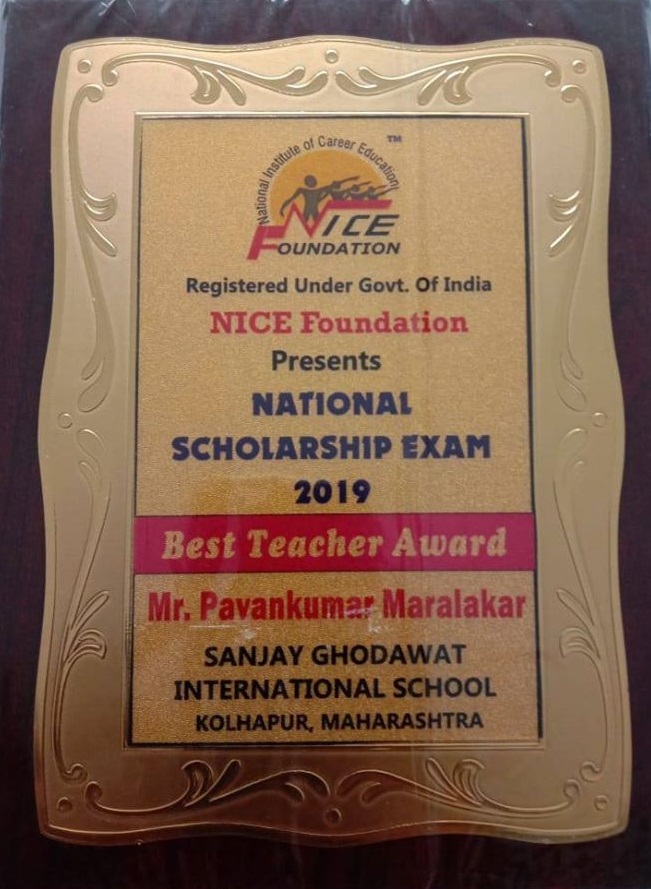 National Institute of Career Education
TM
NICE
FOUNDATION
Registered Under Govt. Of India
NICE Foundation
Presents
NATIONAL
SCHOLARSHIP EXAM
2019
Best Teacher Award
Mr. Pavankumar Maralakar
SANJAY GHODAWAT
INTERNATIONAL SCHOOL
KOLHAPUR, MAHARASHTRA